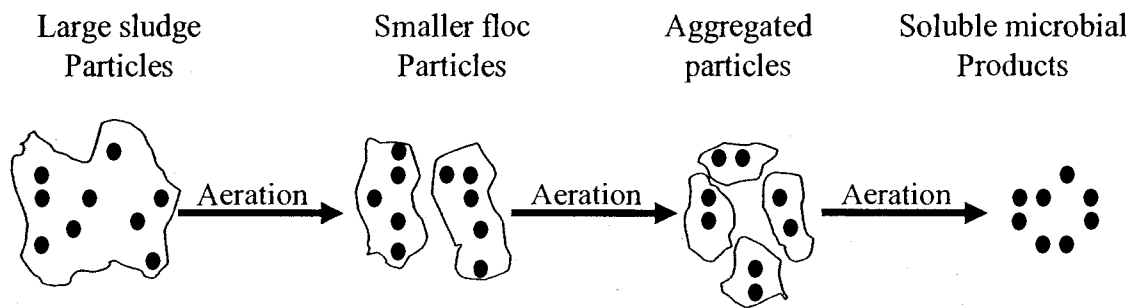 Large sludge
Particles
Smaller floc
Particles
Aggregated
particles
Soluble microbial
Products
Aeration
Aeration
Aeration